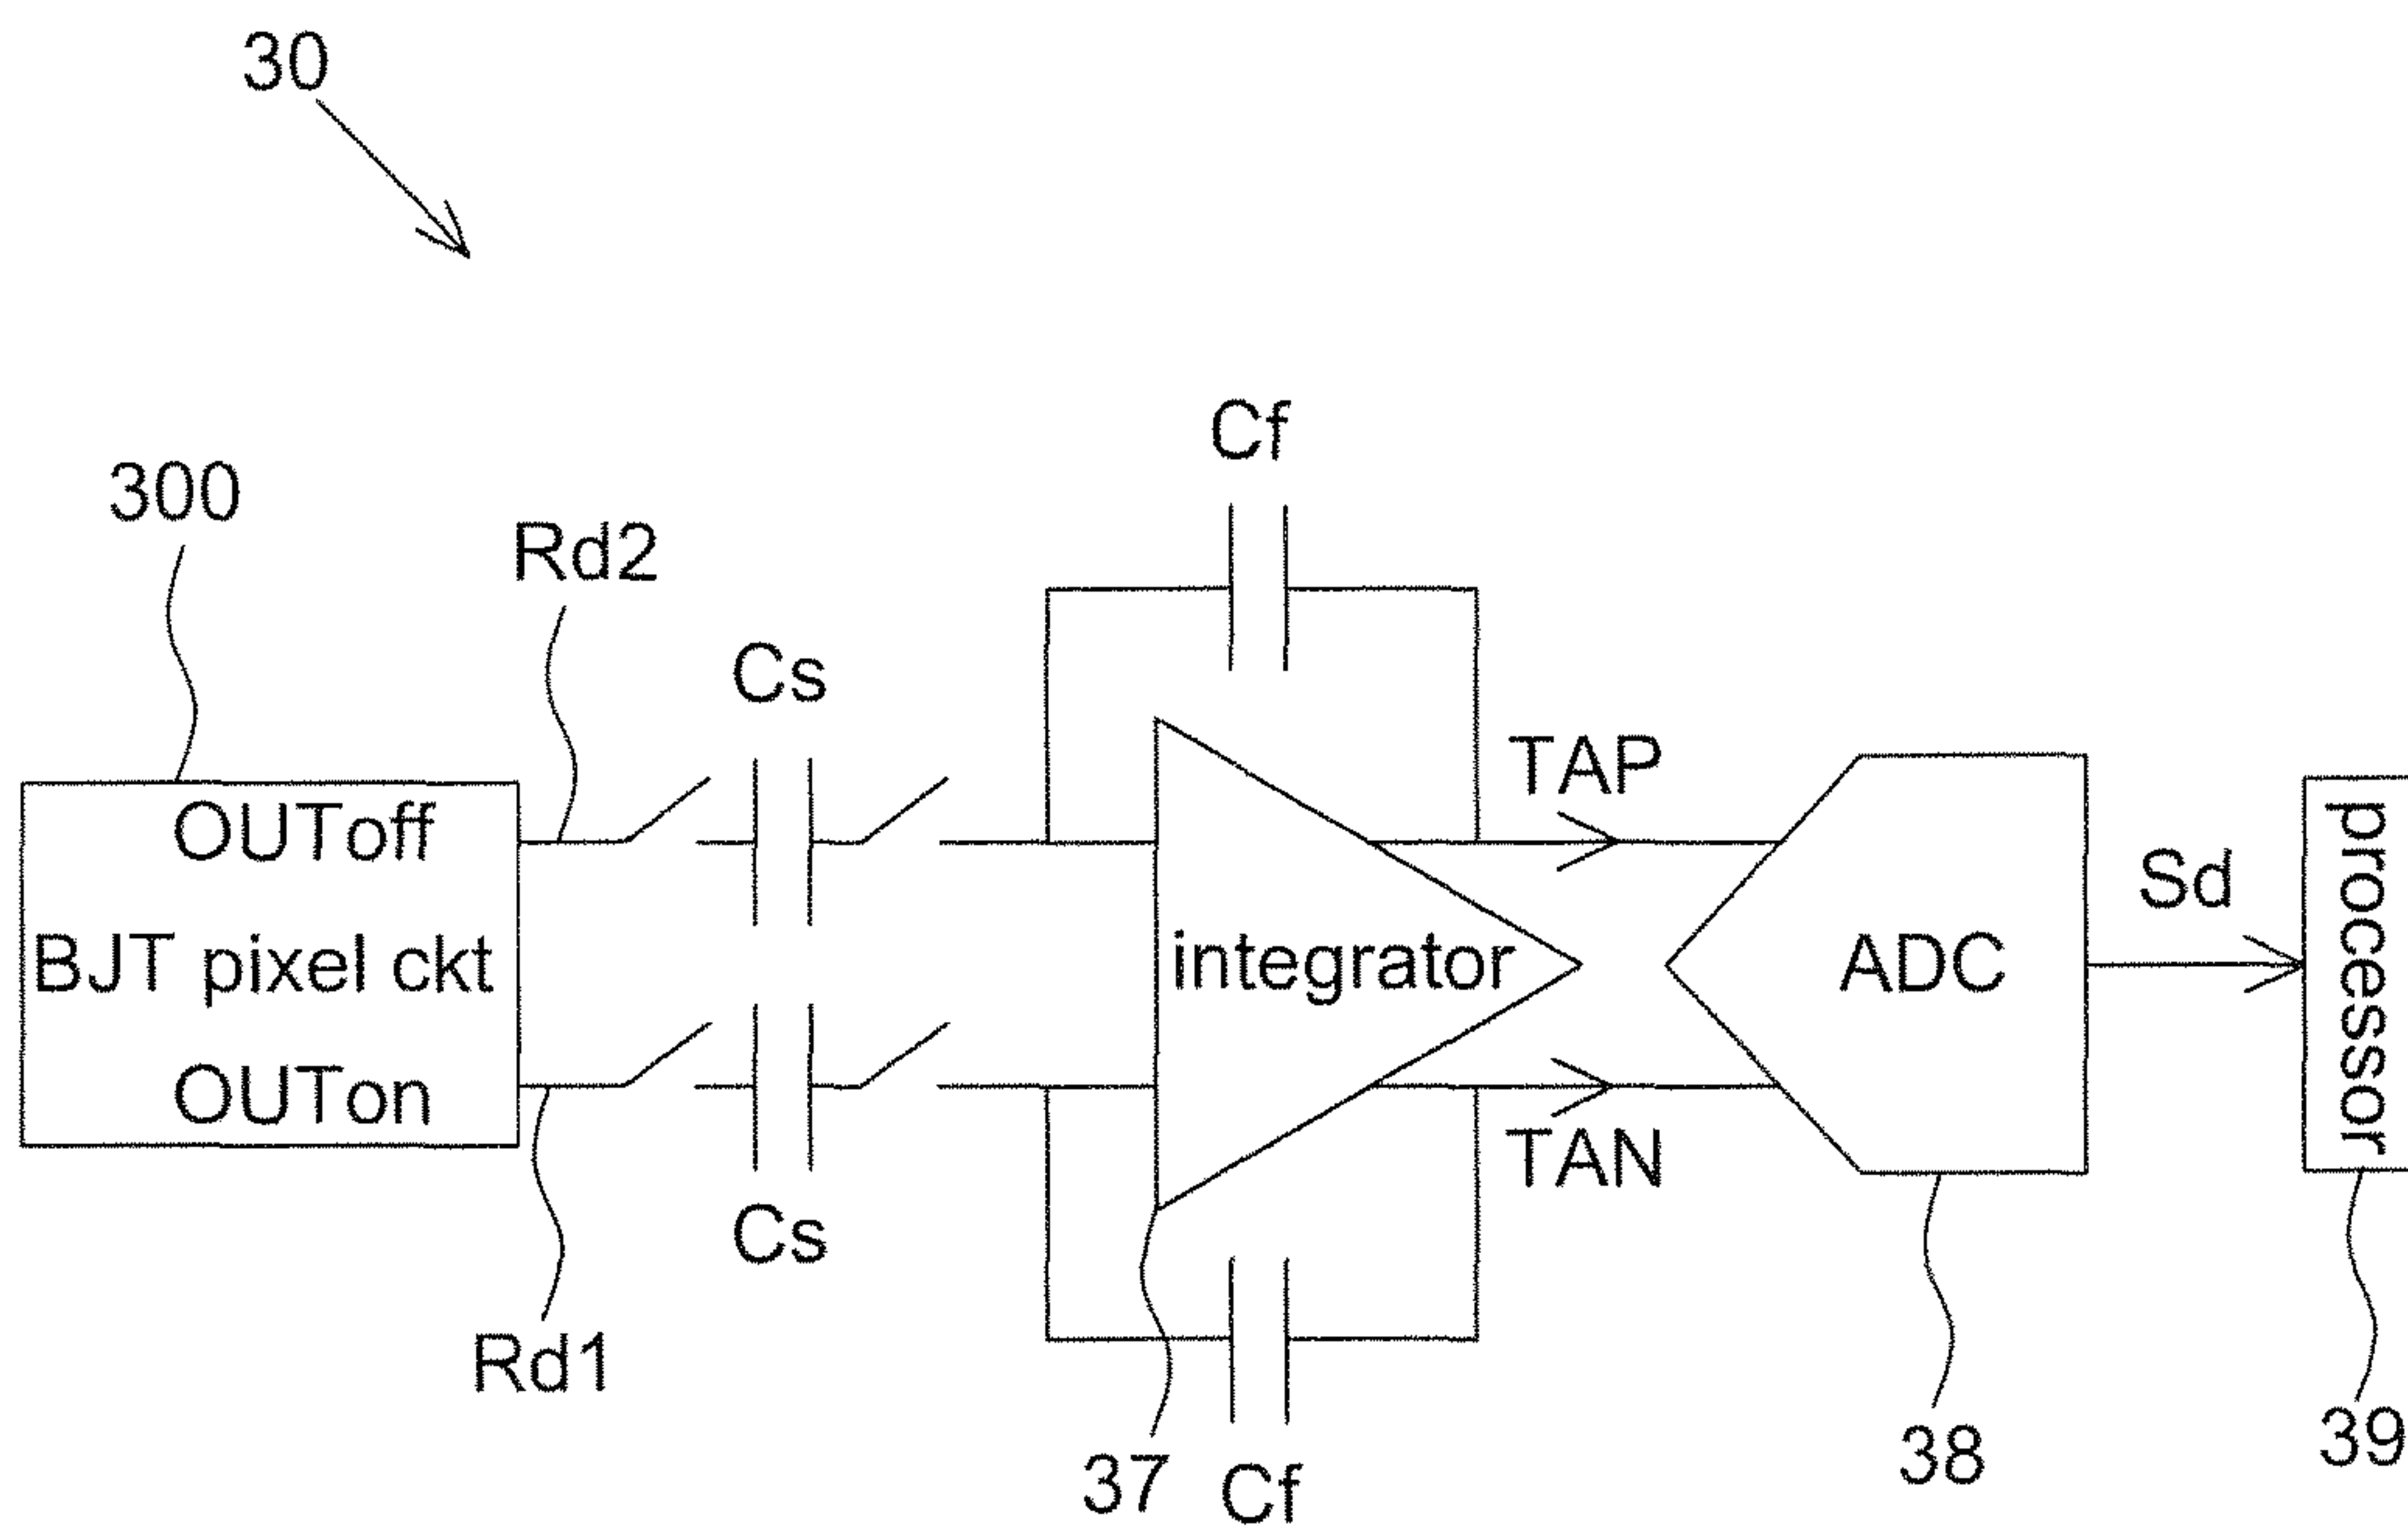 30
Cf
300
Rd2
Cs
TAP
OUToff
BJT pixel ckt
OUTon
integrator
ADC
Sd
processor
TAN
Cs
Rd1
37
Cf
38
39